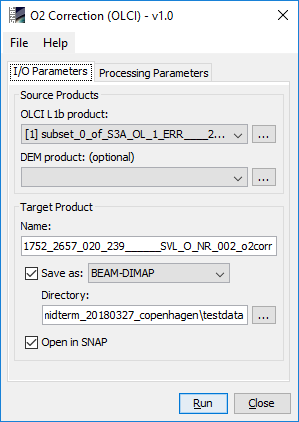 O2 Correction (OLCI) - v1.0
File Help
I/O Parameters Processing Parameters
Source Products
OLCI L1b product:
[1] subset_0_of_S3A_OL_1_ERR____2... ...
DEM product: (optional)
...
Target Product
Name:
1752_2657_020_239______SVL_O_NR_002_o2corr
Save as: BEAM-DIMAP
Directory:
nidterm_20180327_copenhagen\testdata ...
Open in SNAP
Run Close